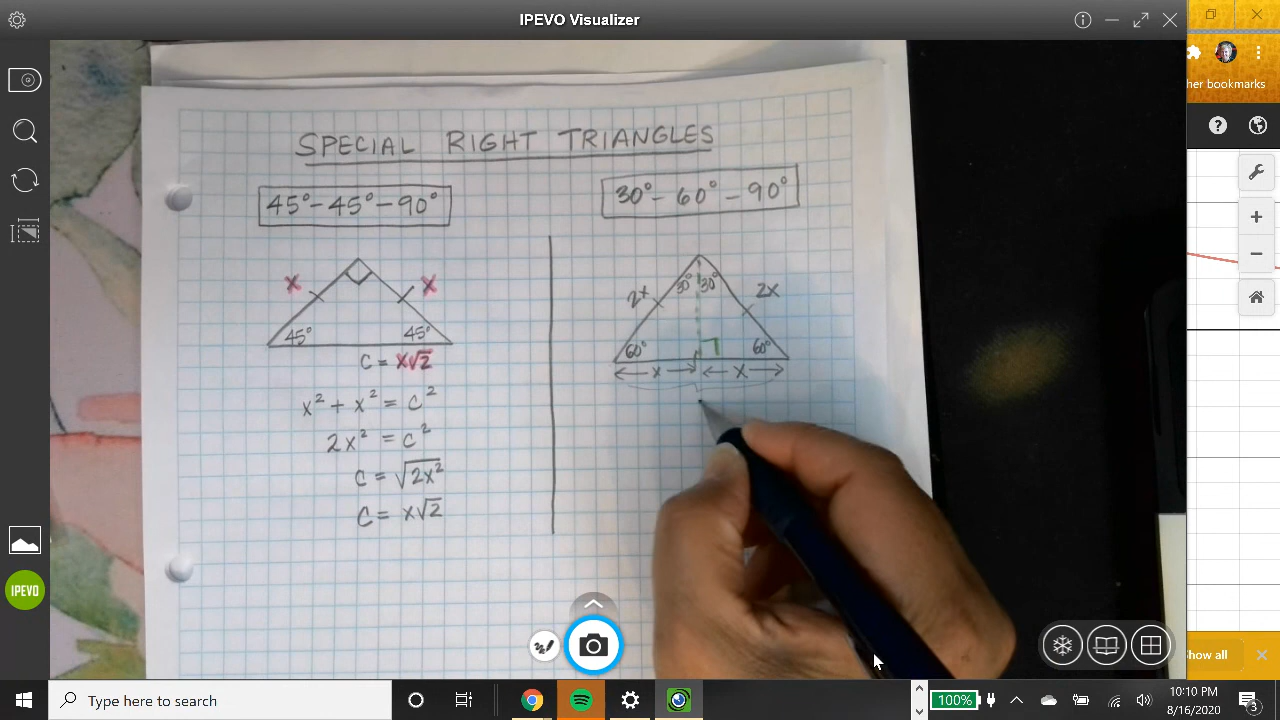 IPEVO Visualizer
her bookmarks
SPECIAL RIGHT TRIANGLES
45°-45°-90°
x
x
45°
45°
C = x√2
x² + x² = c²
2x² = c²
C = √2x²
C = x√2
30°- 60° - 90°
2x
30°
30°
2x
60°
60°
x
x
IPEVO
how all
Type here to search
100%
10:10 PM
8/16/2020
3